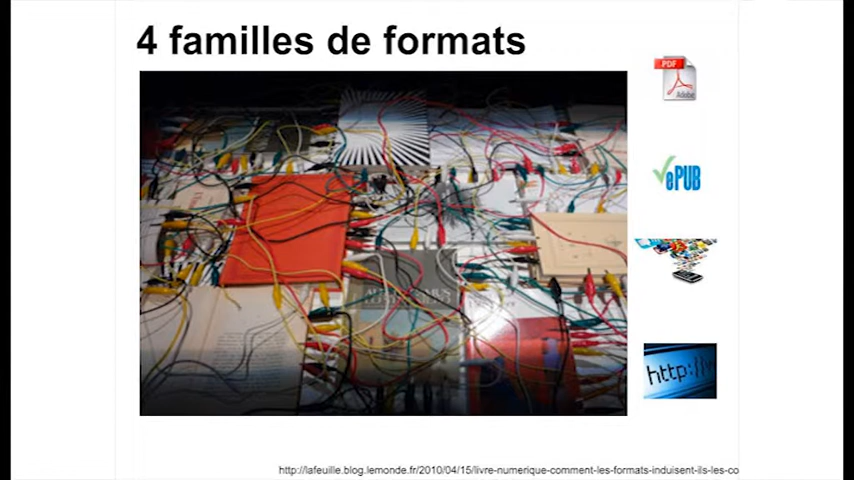 4 familles de formats
PDF
Adobe
ePUB
http://
http://lafeuille.blog.lemonde.fr/2010/04/15/livre-numerique-comment-les-formats-induisent-ils-les-co